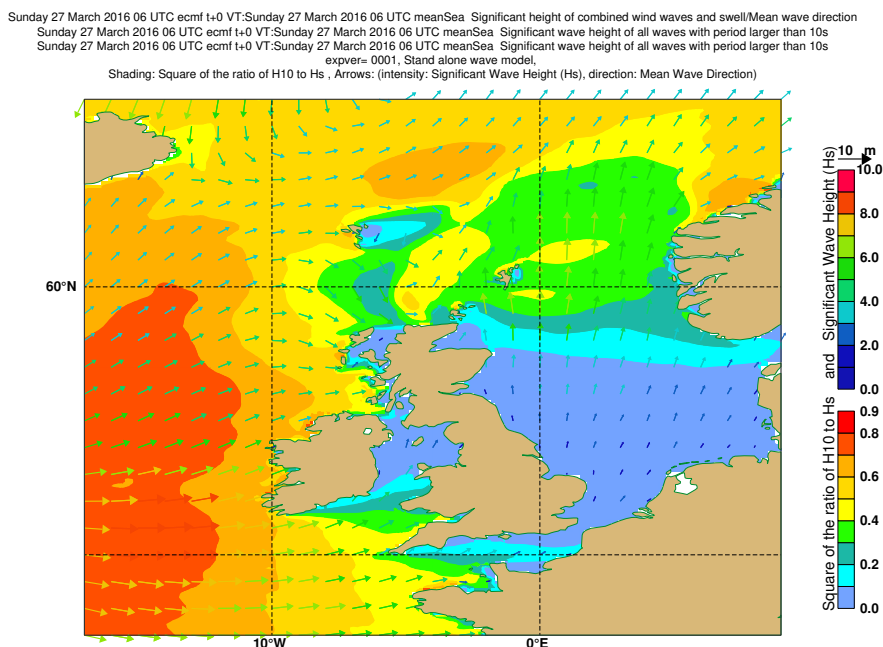 Sunday 27 March 2016 06 UTC ecmf t+0 VT:Sunday 27 March 2016 06 UTC meanSea Significant height of combined wind waves and swell/Mean wave direction
Sunday 27 March 2016 06 UTC ecmf t+0 VT:Sunday 27 March 2016 06 UTC meanSea Significant wave height of all waves with period larger than 10s
Sunday 27 March 2016 06 UTC ecmf t+0 VT:Sunday 27 March 2016 06 UTC meanSea Significant wave height of all waves with period larger than 10s
expver= 0001, Stand alone wave model,
Shading: Square of the ratio of H10 to Hs , Arrows: (intensity: Significant Wave Height (Hs), direction: Mean Wave Direction)
10 m
10.0
8.0
6.0
4.0
2.0
0.0
0.9
0.8
0.6
0.4
0.2
0.0
Square of the ratio of H10 to Hs and Significant Wave Height (Hs)
60°N
10°W
0°E